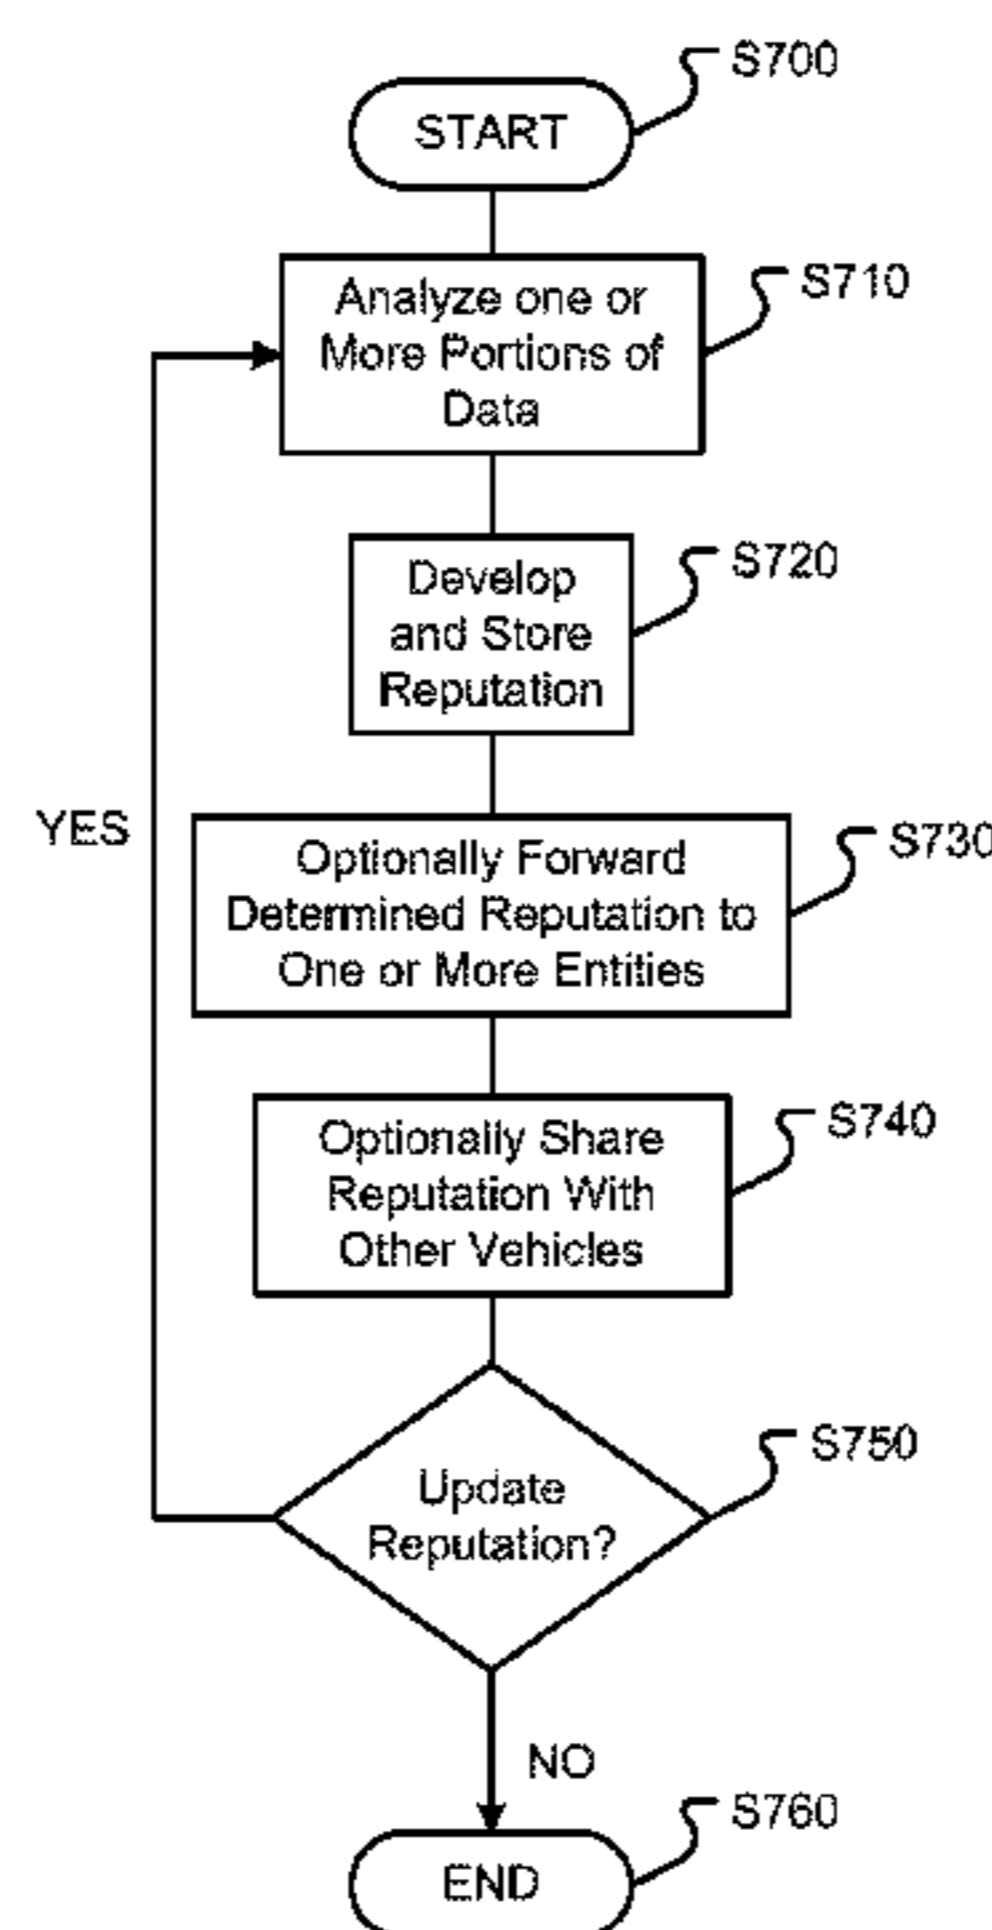 S700
START
S710
Analyze one or
More Portions of
Data
S720
Develop
and Store
Reputation
YES
S730
Optionally Forward
Determined Reputation to
One or More Entities
S740
Optionally Share
Reputation With
Other Vehicles
S750
Update
Reputation?
NO
S760
END